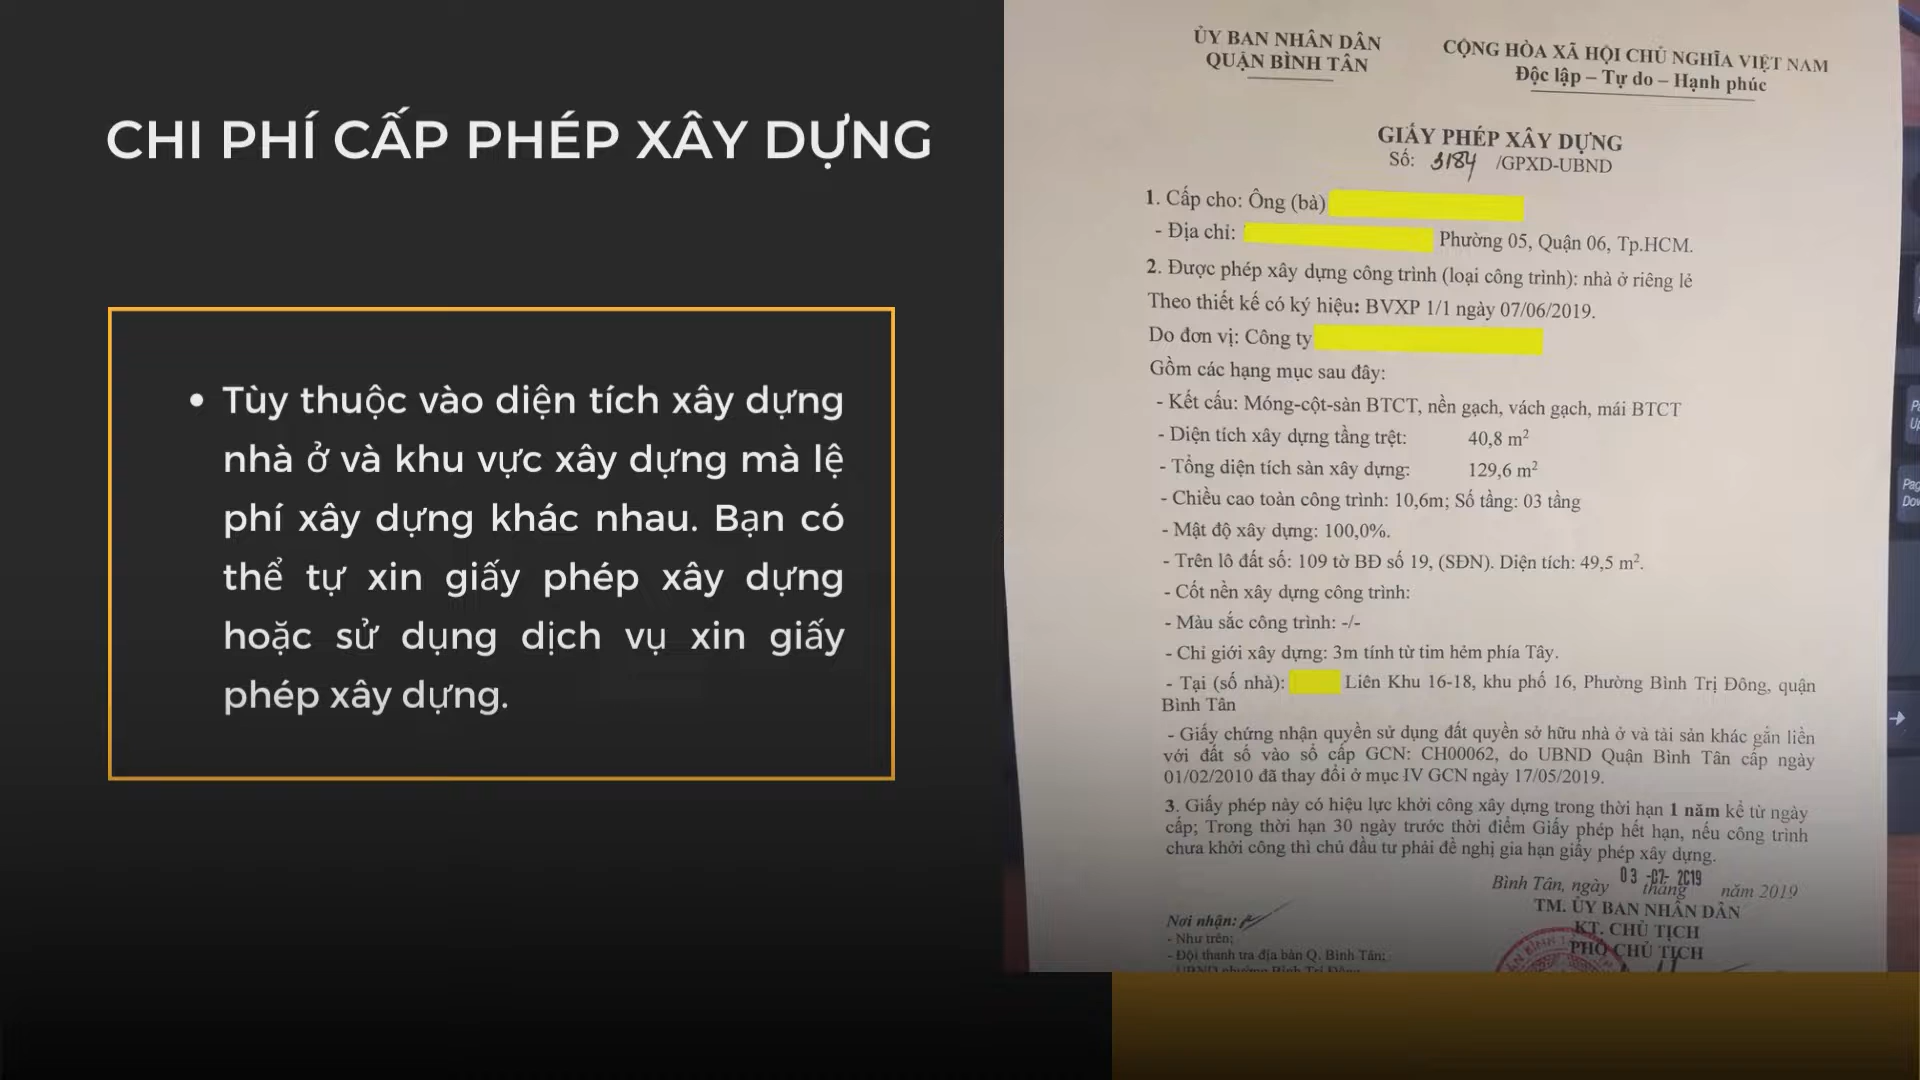 CHI PHÍ CẤP PHÉP XÂY DỰNG
• Tùy thuộc vào diện tích xây dựng
nhà ở và khu vực xây dựng mà lệ
phí xây dựng khác nhau. Bạn có
thể tự xin giấy phép xây dựng
hoặc sử dụng dịch vụ xin giấy
phép xây dựng.
ỦY BAN NHÂN DÂN
QUẬN BÌNH TÂN
CỘNG HÒA XÃ HỘI CHỦ NGHĨA VIỆT NAM
Độc lập – Tự do – Hạnh phúc
GIẤY PHÉP XÂY DỰNG
Số: 3184 /GPXD-UBND
1. Cấp cho: Ông (bà)
- Địa chỉ: Phường 05, Quận 06, Tp.HCM.
2. Được phép xây dựng công trình (loại công trình): nhà ở riêng lẻ
Theo thiết kế có ký hiệu: BVXP 1/1 ngày 07/06/2019.
Do đơn vị: Công ty
Gồm các hạng mục sau đây:
- Kết cấu: Móng-cột-sàn BTCT, nền gạch, vách gạch, mái BTCT
- Diện tích xây dựng tầng trệt: 40,8 m²
- Tổng diện tích sàn xây dựng: 129,6 m²
- Chiều cao toàn công trình: 10,6m; Số tầng: 03 tầng
- Mật độ xây dựng: 100,0%.
- Trên lô đất số: 109 tờ BĐ số 19, (SĐN). Diện tích: 49,5 m².
- Cốt nền xây dựng công trình:
- Màu sắc công trình: -/-
- Chỉ giới xây dựng: 3m tính từ tim hẻm phía Tây.
- Tại (số nhà): Liên Khu 16-18, khu phố 16, Phường Bình Trị Đông, quận
Bình Tân
- Giấy chứng nhận quyền sử dụng đất quyền sở hữu nhà ở và tài sản khác gắn liền
với đất số vào sổ cấp GCN: CH00062, do UBND Quận Bình Tân cấp ngày
01/02/2010 đã thay đổi ở mục IV GCN ngày 17/05/2019.
3. Giấy phép này có hiệu lực khởi công xây dựng trong thời hạn 1 năm kể từ ngày
cấp; Trong thời hạn 30 ngày trước thời điểm Giấy phép hết hạn, nếu công trình
chưa khởi công thì chủ đầu tư phải đề nghị gia hạn giấy phép xây dựng.
Bình Tân, ngày 03 -07- 2019 tháng năm 2019
TM. ỦY BAN NHÂN DÂN
KT. CHỦ TỊCH
PHÓ CHỦ TỊCH
Nơi nhận:
- Như trên;
- Đội thanh tra địa bàn Q. Bình Tân;